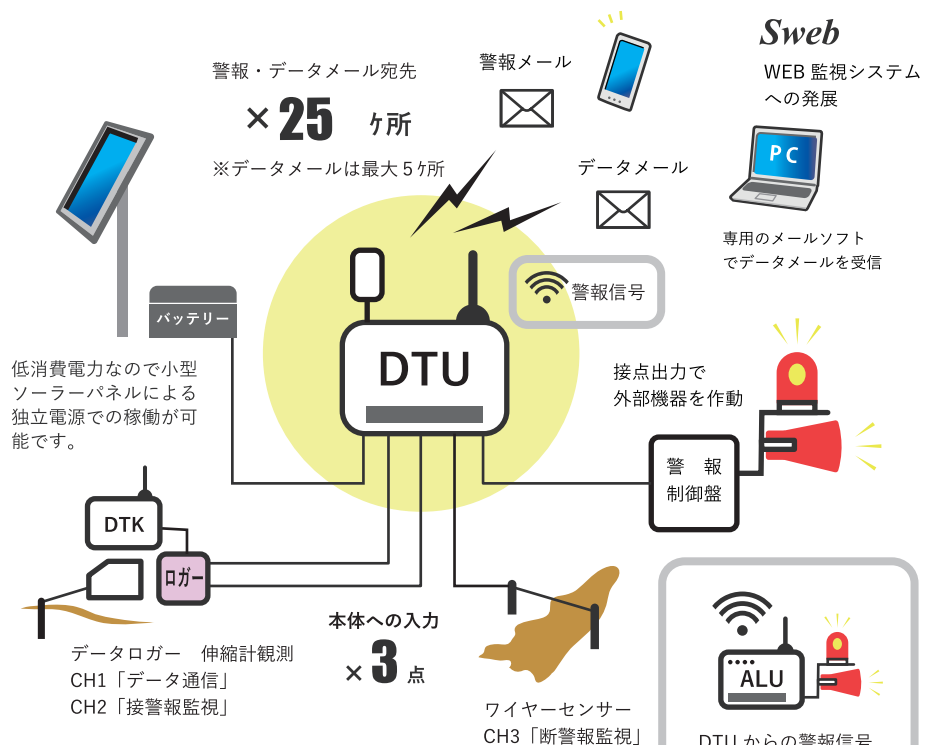 Sweb
WEB 監視システム
への発展
警報・データメール宛先
× 25 ｹ所
※データメールは最大 5 ｹ所
警報メール
データメール
PC
専用のメールソフト
でデータメールを受信
警報信号
バッテリー
DTU
低消費電力なので小型
ソーラーパネルによる
独立電源での稼働が可
能です。
接点出力で
外部機器を作動
警 報
制御盤
DTK
ロガー
本体への入力
× 3 点
データロガー 伸縮計観測
CH1「データ通信」
CH2「接警報監視」
ワイヤーセンサー
CH3「断警報監視」
ALU
DTU からの警報信号